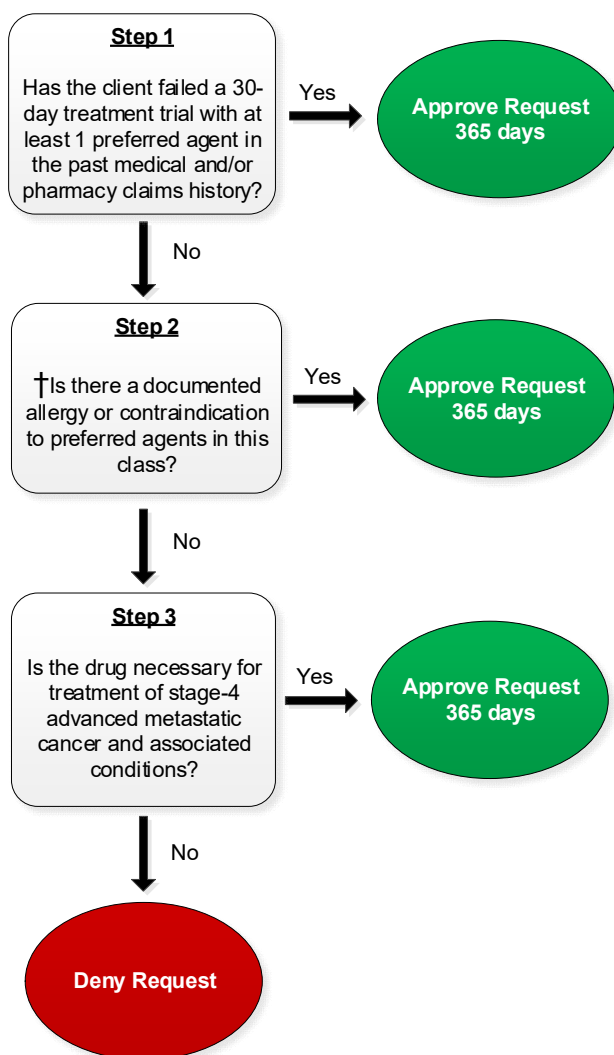 Step 1
Has the client failed a 30-
day treatment trial with at
least 1 preferred agent in
the past medical and/or
pharmacy claims history?
Yes
Approve Request
365 days
No
Step 2
†Is there a documented
allergy or contraindication
to preferred agents in this
class?
Yes
Approve Request
365 days
No
Step 3
Is the drug necessary for
treatment of stage-4
advanced metastatic
cancer and associated
conditions?
Yes
Approve Request
365 days
No
Deny Request